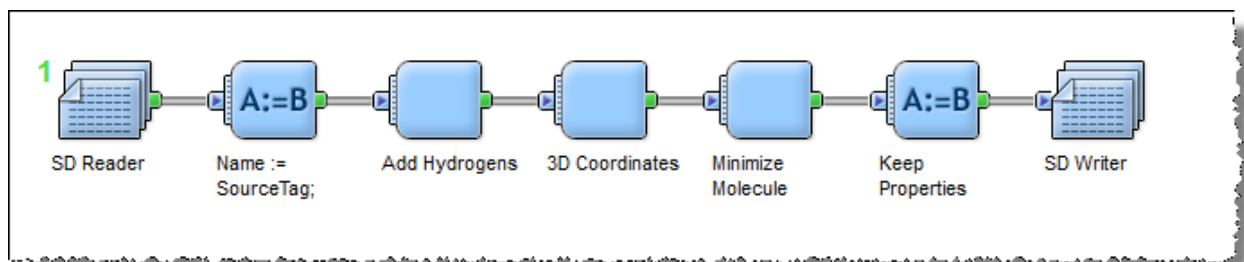 1
A:=B
A:=B
SD Reader
Name :=
SourceTag;
Add Hydrogens
3D Coordinates
Minimize
Molecule
Keep
Properties
SD Writer